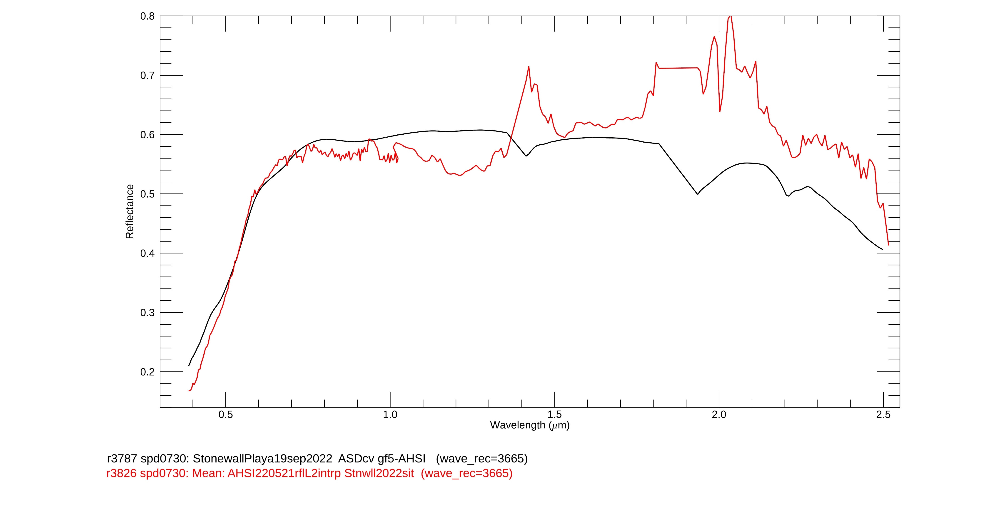 0.8
0.7
0.6
0.5
0.4
0.3
0.2
Reflectance
0.5 1.0 1.5 2.0 2.5
Wavelength (μm)
r3787 spd0730: StonewallPlaya19sep2022  ASDcv gf5-AHSI   (wave_rec=3665)
r3826 spd0730: Mean: AHSI220521rflL2intrp Stnwll2022sit  (wave_rec=3665)